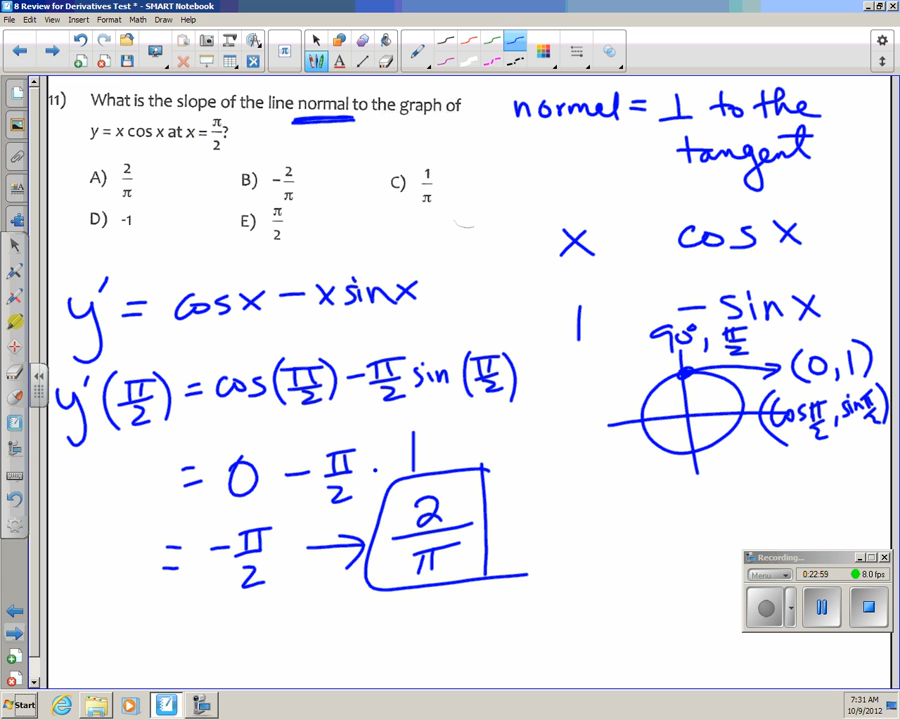 8 Review for Derivatives Test * - SMART Notebook
File Edit View Insert Format Math Draw Help
11) What is the slope of the line normal to the graph of
y = x cos x at x = π/2?
A) 2/π B) -2/π C) 1/π
D) -1 E) π/2
normal = ⊥ to the
tangent
x cos x
1 - sin x
y' = cos x - x sin x
y'(π/2) = cos(π/2) - π/2 sin(π/2)
= 0 - π/2 · 1
= -π/2 → 2/π
90°, π/2
(0, 1)
(cos π/2, sin π/2)
Recording...
Menu 0:22:59 8.0 fps
Start
7:31 AM
10/9/2012